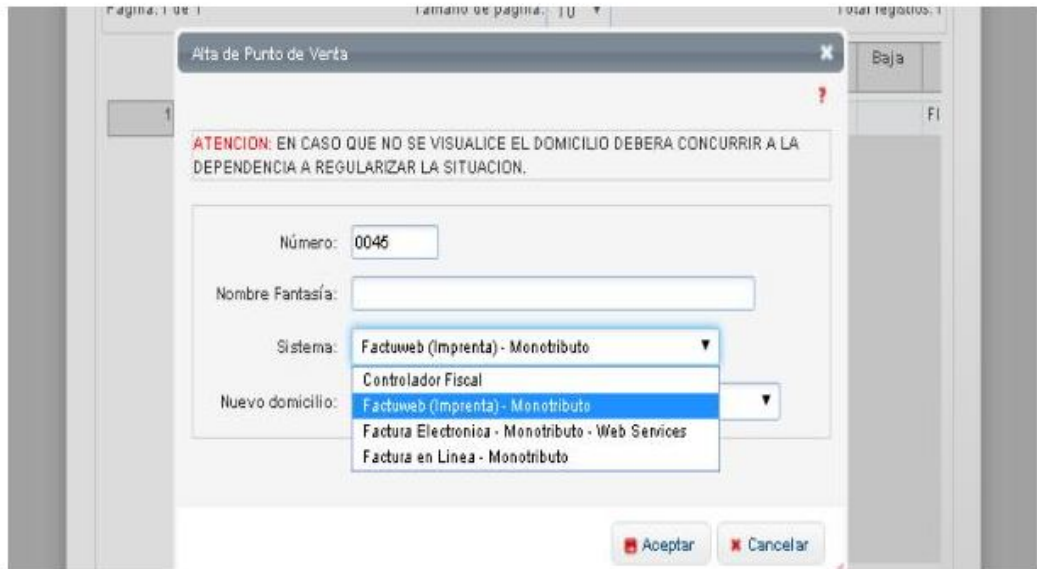 Página: 1 de 1 Tamaño de página: 10 Total registros: 1
Alta de Punto de Venta
Baja
?
1 FI
ATENCION: EN CASO QUE NO SE VISUALICE EL DOMICILIO DEBERA CONCURRIR A LA
DEPENDENCIA A REGULARIZAR LA SITUACION.
Número: 0045
Nombre Fantasía:
Sistema: Factuweb (Imprenta) - Monotributo
Controlador Fiscal
Nuevo domicilio: Factuweb (Imprenta) - Monotributo
Factura Electronica - Monotributo - Web Services
Factura en Linea - Monotributo
Aceptar Cancelar